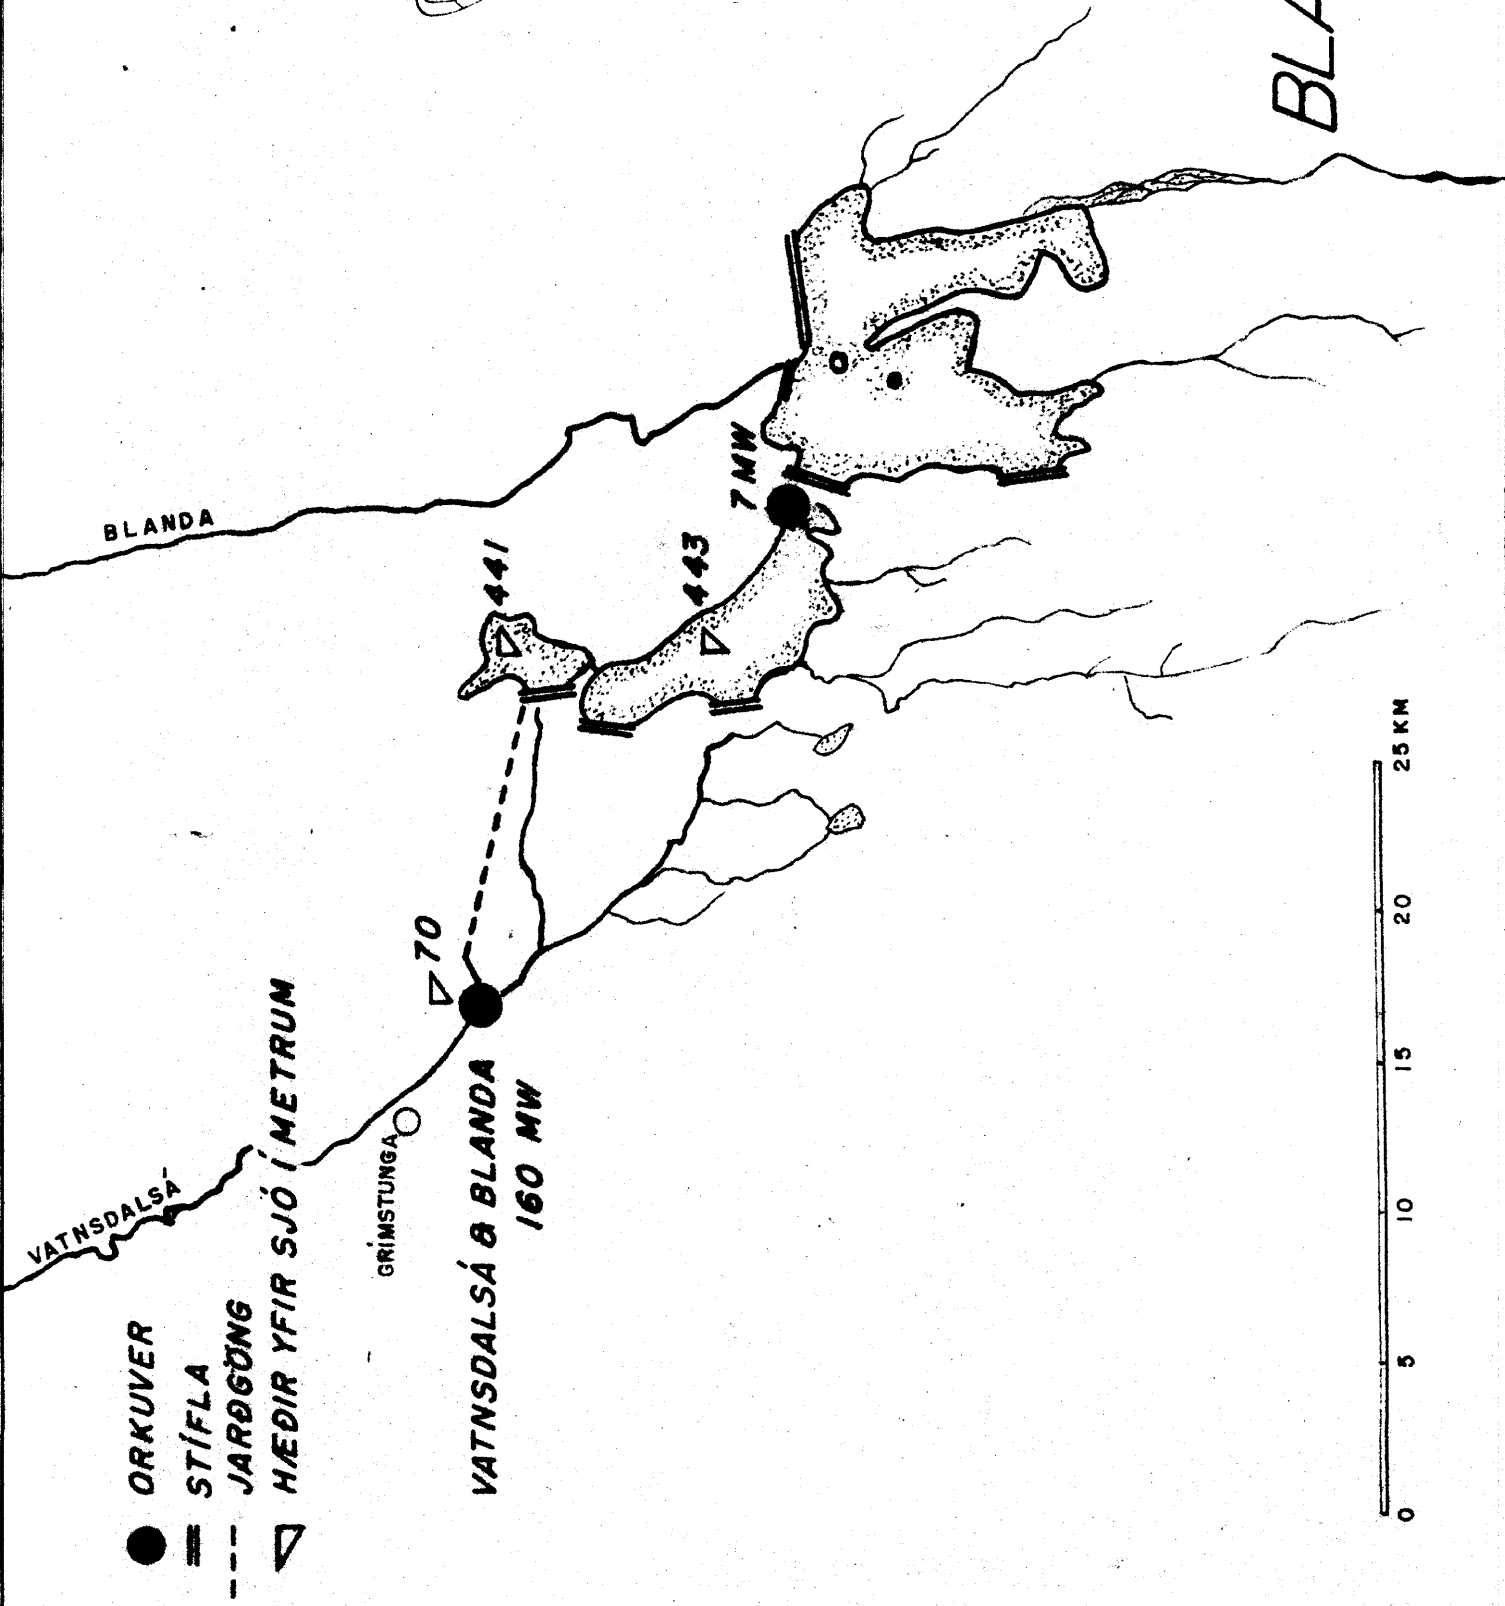 ORKUVER
STÍFLA
JARÐGÖNG
HÆÐIR YFIR SJÓ Í METRUM
VATNSDALSÁ
GRÍMSTUNGA
VATNSDALSÁ & BLANDA
160 MW
70
BLANDA
441
443
7 MW
0 5 10 15 20 25 KM
BLA